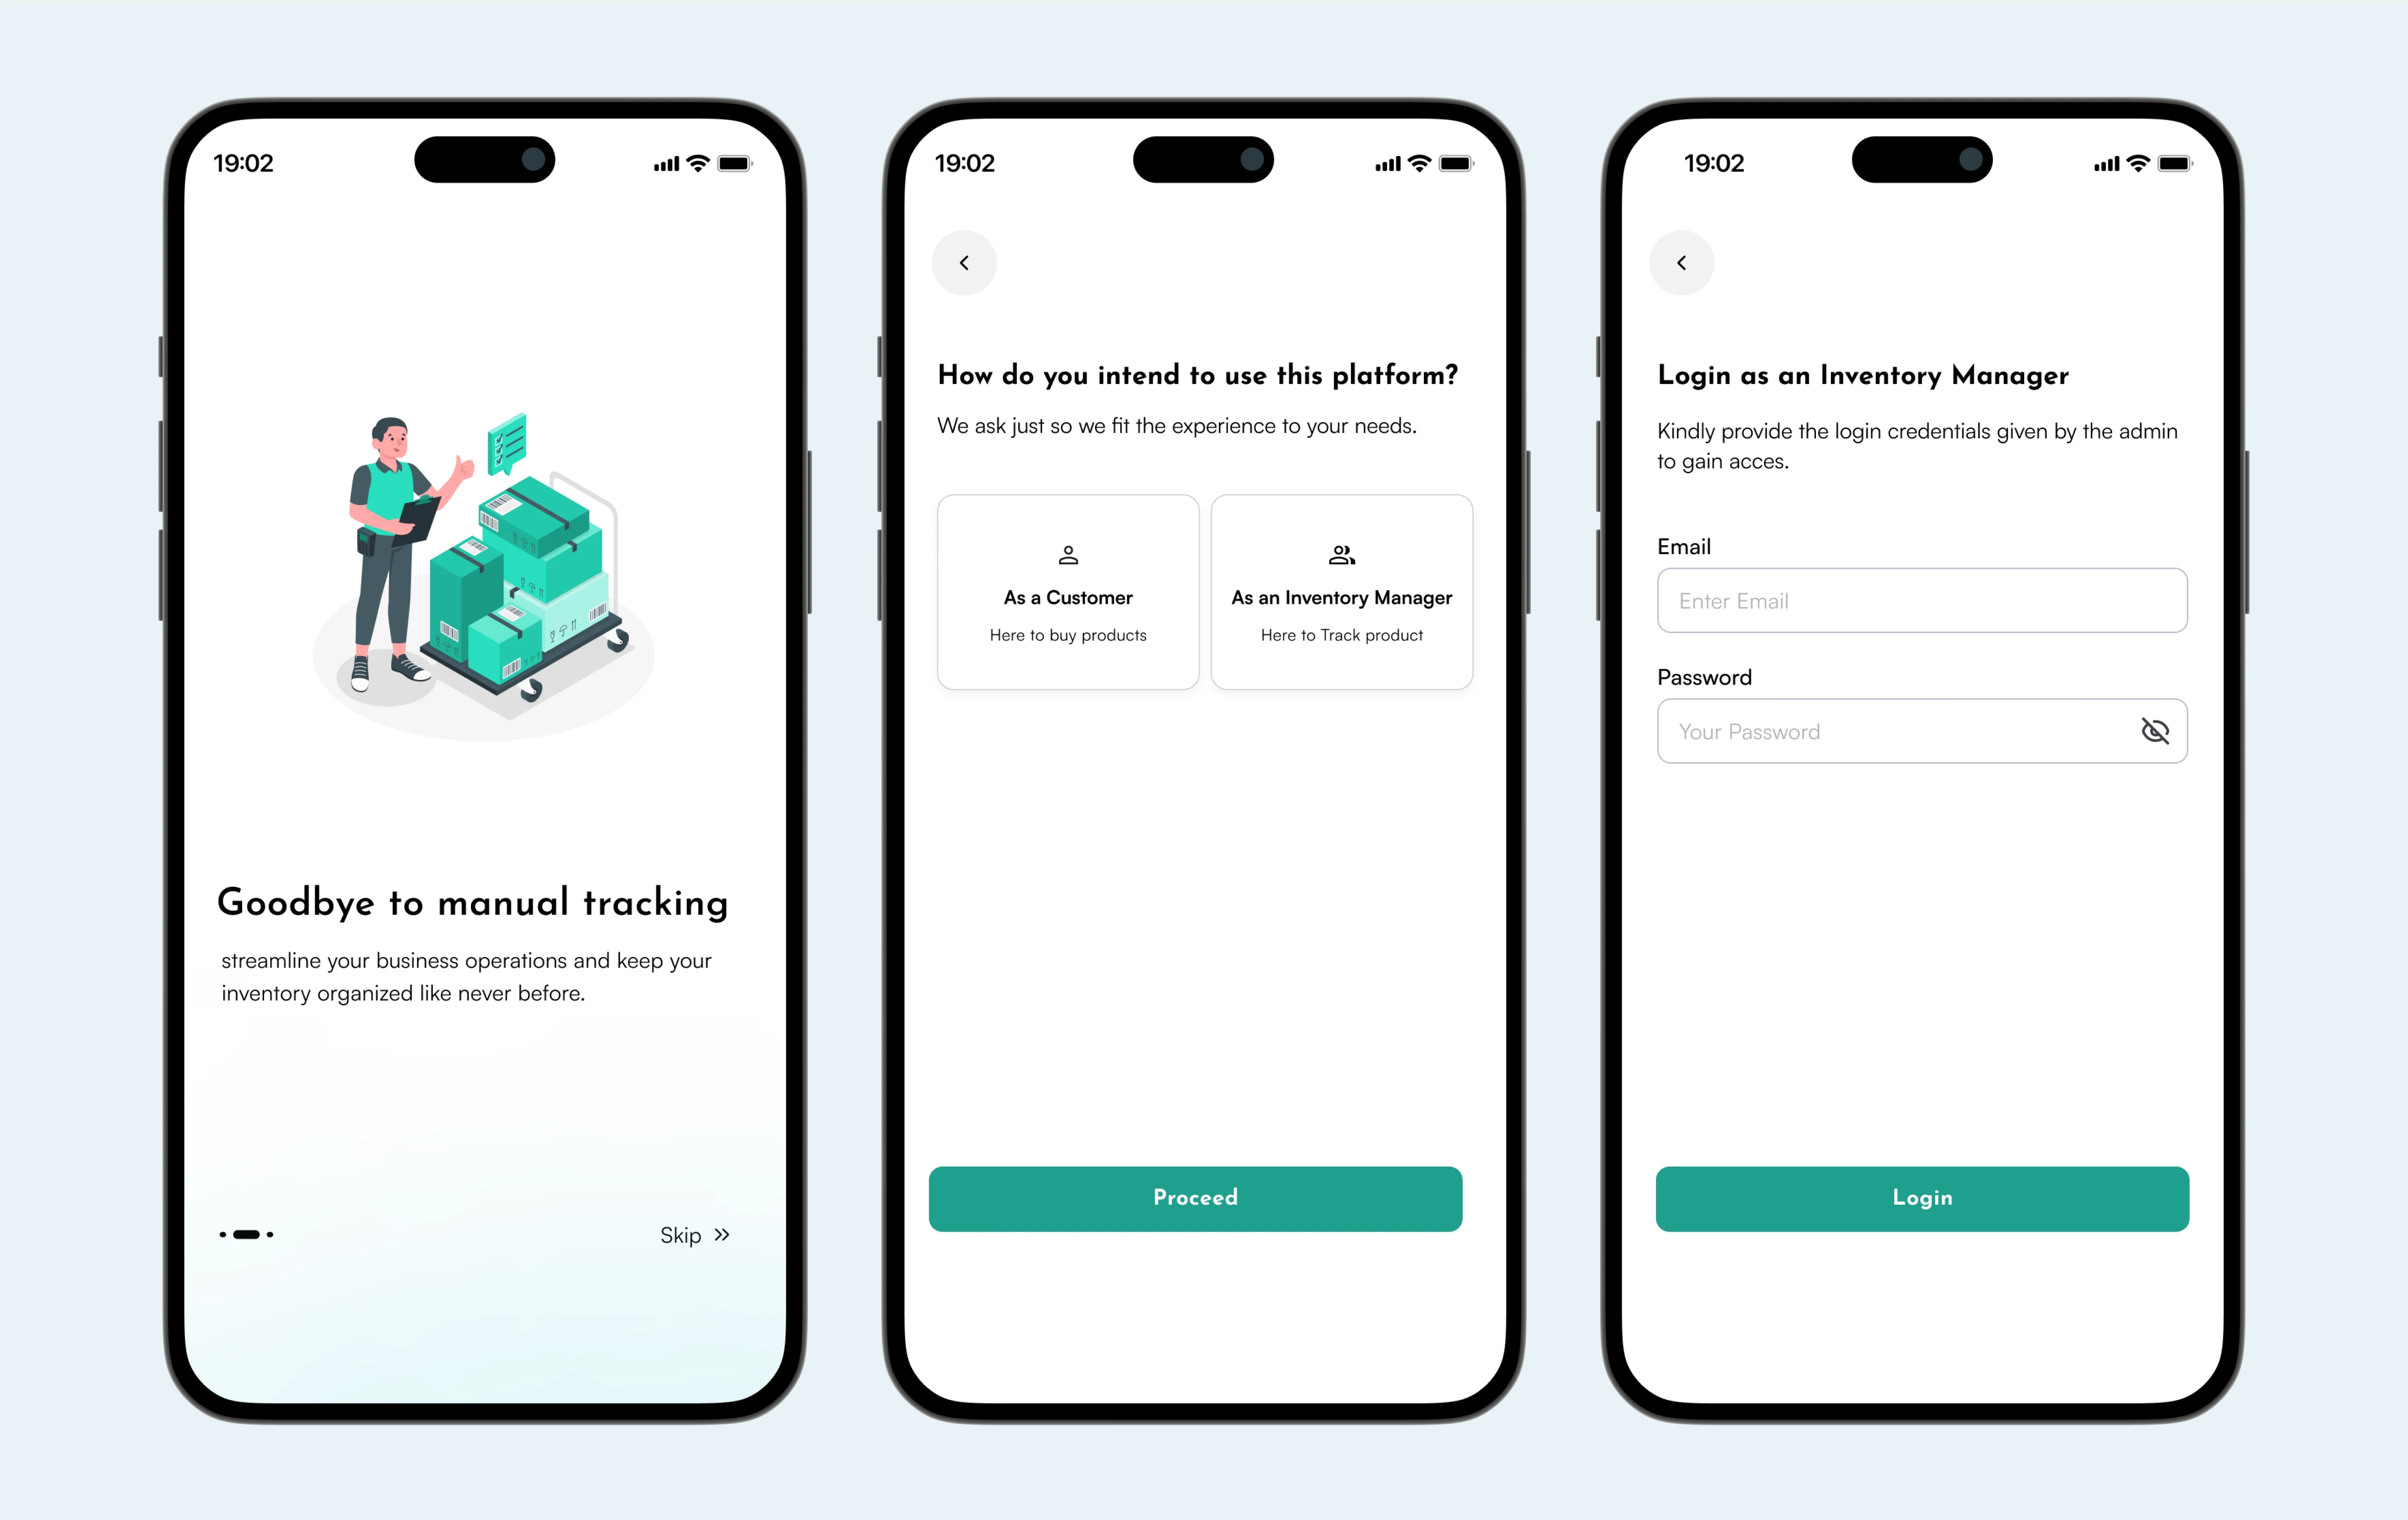 19:02
Goodbye to manual tracking
streamline your business operations and keep your
inventory organized like never before.
Skip
19:02
How do you intend to use this platform?
We ask just so we fit the experience to your needs.
As a Customer
Here to buy products
As an Inventory Manager
Here to Track product
Proceed
19:02
Login as an Inventory Manager
Kindly provide the login credentials given by the admin
to gain acces.
Email
Enter Email
Password
Your Password
Login